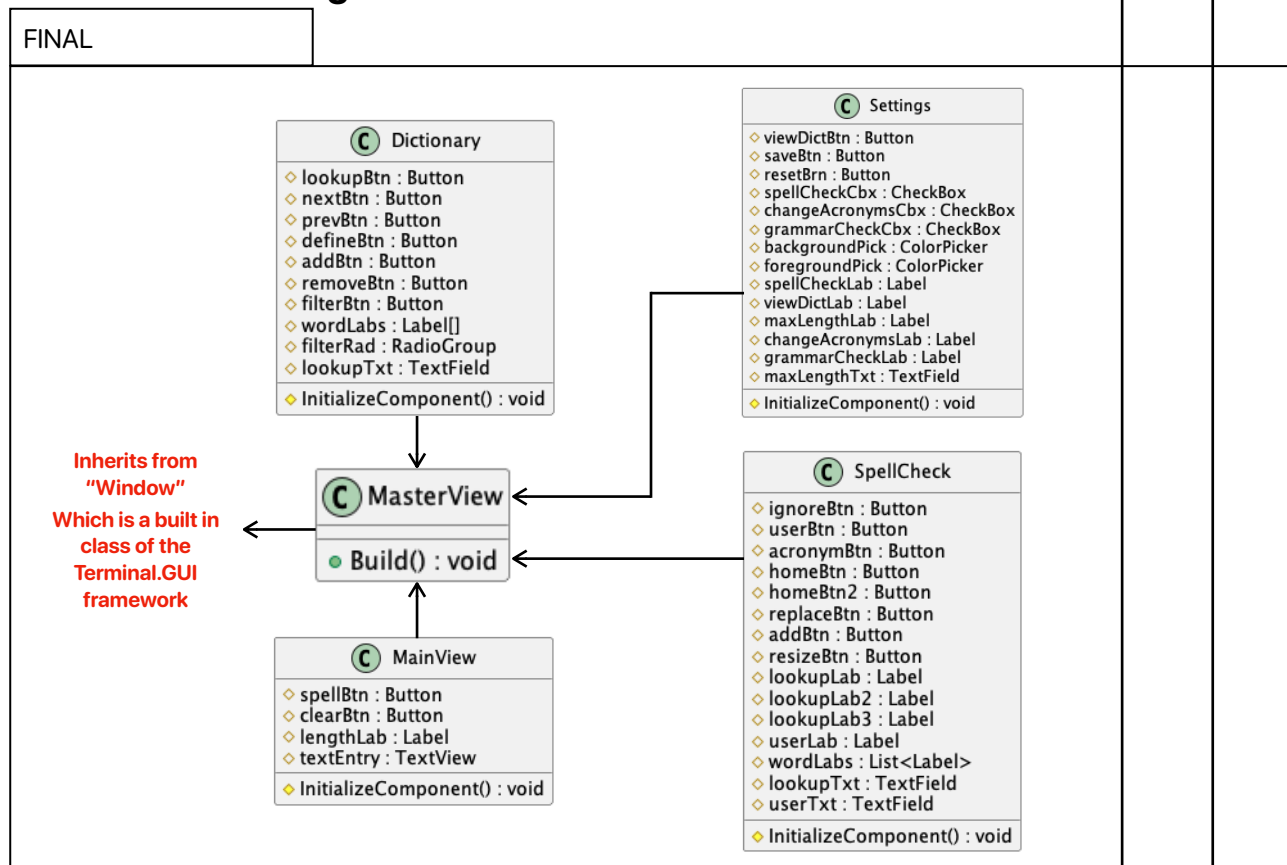 FINAL
C Dictionary
lookupBtn : Button
nextBtn : Button
prevBtn : Button
defineBtn : Button
addBtn : Button
removeBtn : Button
filterBtn : Button
wordLabs : Label[]
filterRad : RadioGroup
lookupTxt : TextField
InitializeComponent() : void
C Settings
viewDictBtn : Button
saveBtn : Button
resetBrn : Button
spellCheckCbx : CheckBox
changeAcronymsCbx : CheckBox
grammarCheckCbx : CheckBox
backgroundPick : ColorPicker
foregroundPick : ColorPicker
spellCheckLab : Label
viewDictLab : Label
maxLengthLab : Label
changeAcronymsLab : Label
grammarCheckLab : Label
maxLengthTxt : TextField
InitializeComponent() : void
Inherits from
“Window”
Which is a built in
class of the
Terminal.GUI
framework
C MasterView
Build() : void
C SpellCheck
ignoreBtn : Button
userBtn : Button
acronymBtn : Button
homeBtn : Button
homeBtn2 : Button
replaceBtn : Button
addBtn : Button
resizeBtn : Button
lookupLab : Label
lookupLab2 : Label
lookupLab3 : Label
userLab : Label
wordLabs : List<Label>
lookupTxt : TextField
userTxt : TextField
InitializeComponent() : void
C MainView
spellBtn : Button
clearBtn : Button
lengthLab : Label
textEntry : TextView
InitializeComponent() : void